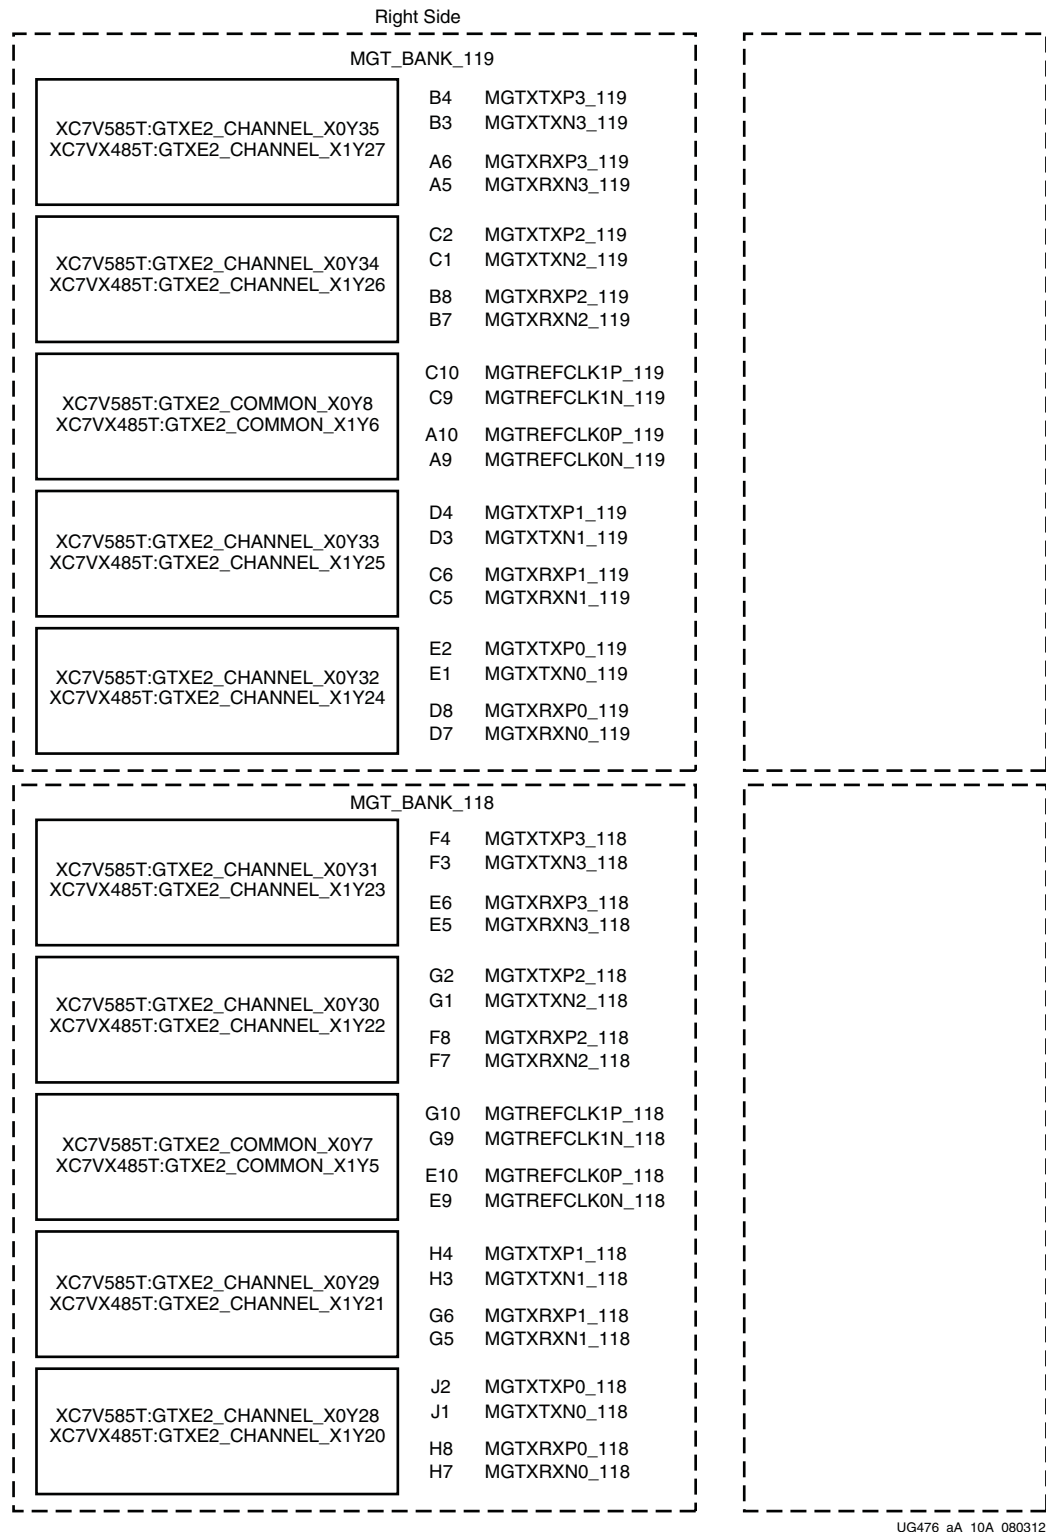 Right Side
MGT_BANK_119
XC7V585T:GTXE2_CHANNEL_X0Y35
XC7VX485T:GTXE2_CHANNEL_X1Y27
B4 MGTXTXP3_119
B3 MGTXTXN3_119
A6 MGTXRXP3_119
A5 MGTXRXN3_119
XC7V585T:GTXE2_CHANNEL_X0Y34
XC7VX485T:GTXE2_CHANNEL_X1Y26
C2 MGTXTXP2_119
C1 MGTXTXN2_119
B8 MGTXRXP2_119
B7 MGTXRXN2_119
XC7V585T:GTXE2_COMMON_X0Y8
XC7VX485T:GTXE2_COMMON_X1Y6
C10 MGTREFCLK1P_119
C9 MGTREFCLK1N_119
A10 MGTREFCLK0P_119
A9 MGTREFCLK0N_119
XC7V585T:GTXE2_CHANNEL_X0Y33
XC7VX485T:GTXE2_CHANNEL_X1Y25
D4 MGTXTXP1_119
D3 MGTXTXN1_119
C6 MGTXRXP1_119
C5 MGTXRXN1_119
XC7V585T:GTXE2_CHANNEL_X0Y32
XC7VX485T:GTXE2_CHANNEL_X1Y24
E2 MGTXTXP0_119
E1 MGTXTXN0_119
D8 MGTXRXP0_119
D7 MGTXRXN0_119
MGT_BANK_118
XC7V585T:GTXE2_CHANNEL_X0Y31
XC7VX485T:GTXE2_CHANNEL_X1Y23
F4 MGTXTXP3_118
F3 MGTXTXN3_118
E6 MGTXRXP3_118
E5 MGTXRXN3_118
XC7V585T:GTXE2_CHANNEL_X0Y30
XC7VX485T:GTXE2_CHANNEL_X1Y22
G2 MGTXTXP2_118
G1 MGTXTXN2_118
F8 MGTXRXP2_118
F7 MGTXRXN2_118
XC7V585T:GTXE2_COMMON_X0Y7
XC7VX485T:GTXE2_COMMON_X1Y5
G10 MGTREFCLK1P_118
G9 MGTREFCLK1N_118
E10 MGTREFCLK0P_118
E9 MGTREFCLK0N_118
XC7V585T:GTXE2_CHANNEL_X0Y29
XC7VX485T:GTXE2_CHANNEL_X1Y21
H4 MGTXTXP1_118
H3 MGTXTXN1_118
G6 MGTXRXP1_118
G5 MGTXRXN1_118
XC7V585T:GTXE2_CHANNEL_X0Y28
XC7VX485T:GTXE2_CHANNEL_X1Y20
J2 MGTXTXP0_118
J1 MGTXTXN0_118
H8 MGTXRXP0_118
H7 MGTXRXN0_118
UG476_aA_10A_080312